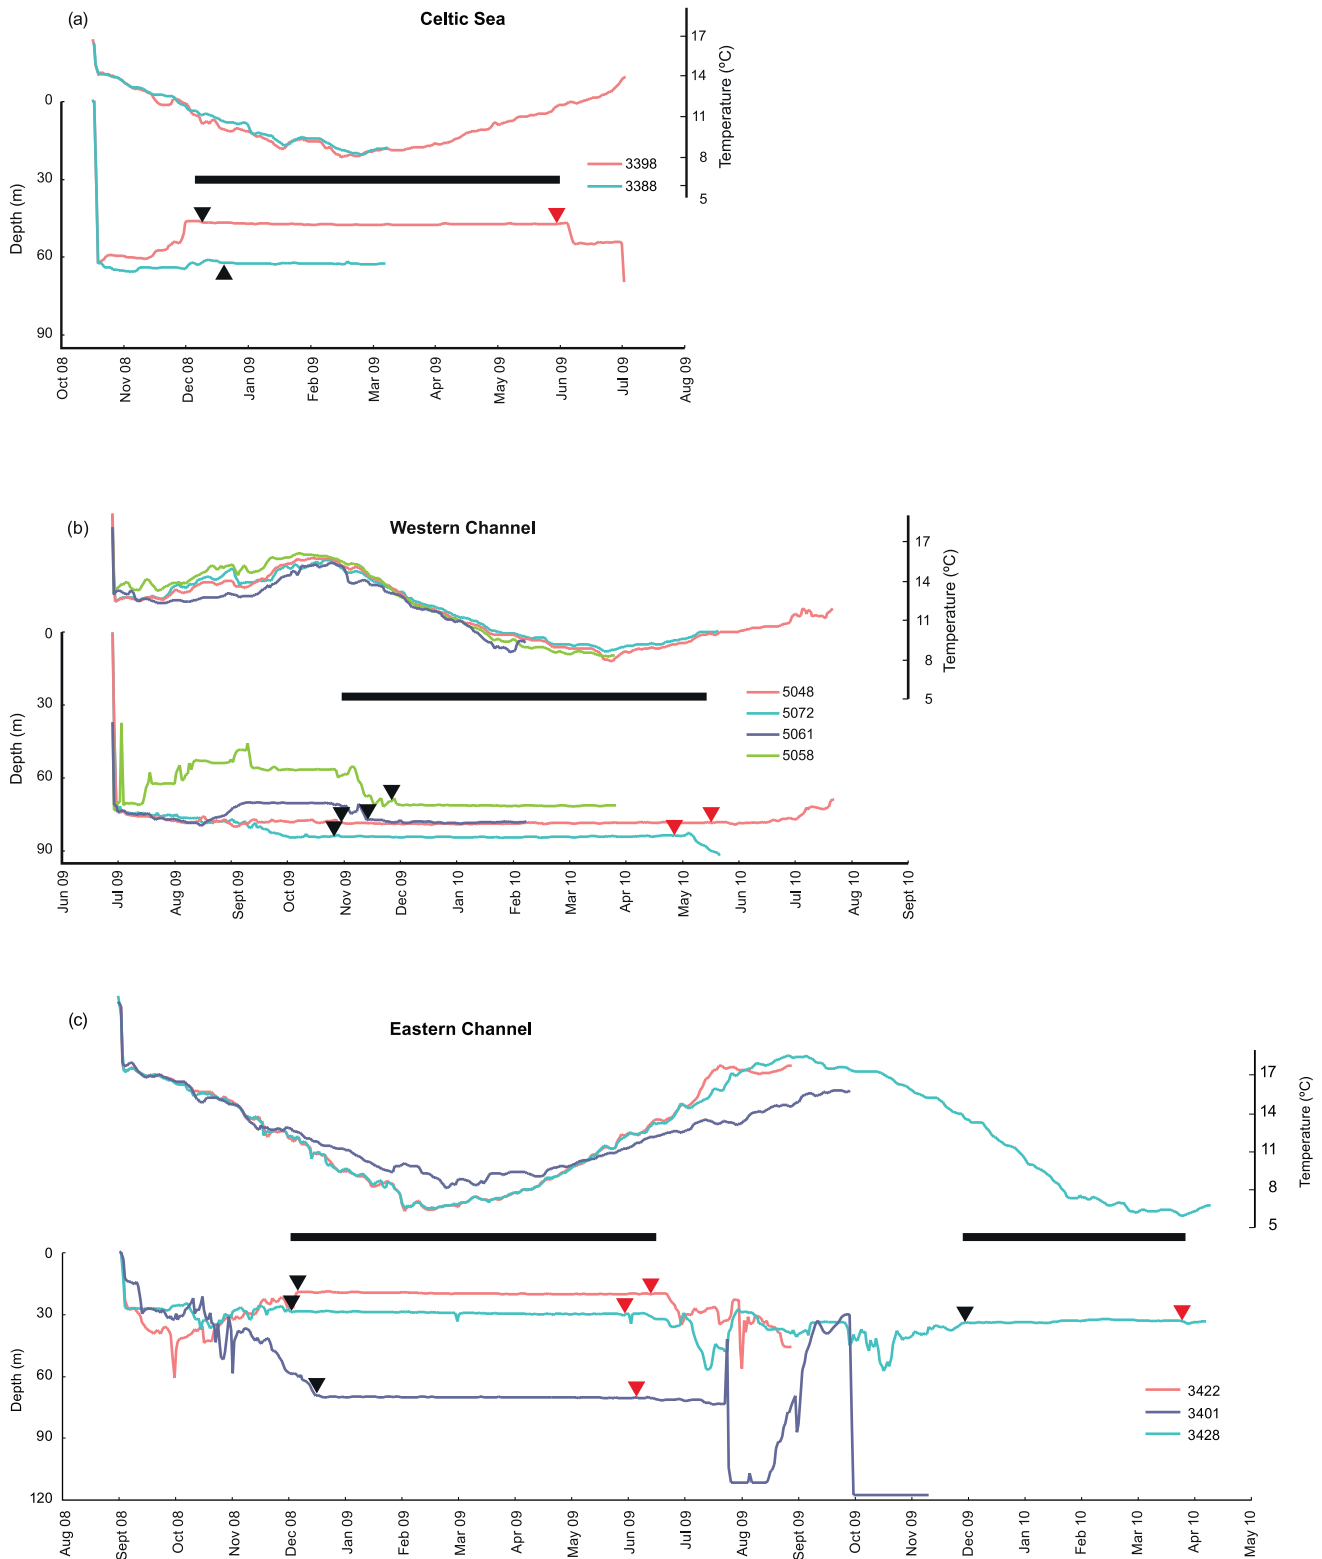 (a)
Celtic Sea
17
14
11
8
5
Temperature (ºC)
0
30
60
90
Depth (m)
3398
3388
Oct 08
Nov 08
Dec 08
Jan 09
Feb 09
Mar 09
Apr 09
May 09
Jun 09
Jul 09
Aug 09
(b)
Western Channel
17
14
11
8
5
Temperature (ºC)
0
30
60
90
Depth (m)
5048
5072
5061
5058
Jun 09
Jul 09
Aug 09
Sept 09
Oct 09
Nov 09
Dec 09
Jan 10
Feb 10
Mar 10
Apr 10
May 10
Jun 10
Jul 10
Aug 10
Sept 10
(c)
Eastern Channel
17
14
11
8
5
Temperature (ºC)
0
30
60
90
120
Depth (m)
3422
3401
3428
Aug 08
Sept 08
Oct 08
Nov 08
Dec 08
Jan 09
Feb 09
Mar 09
Apr 09
May 09
Jun 09
Jul 09
Aug 09
Sept 09
Oct 09
Nov 09
Dec 09
Jan 10
Feb 10
Mar 10
Apr 10
May 10